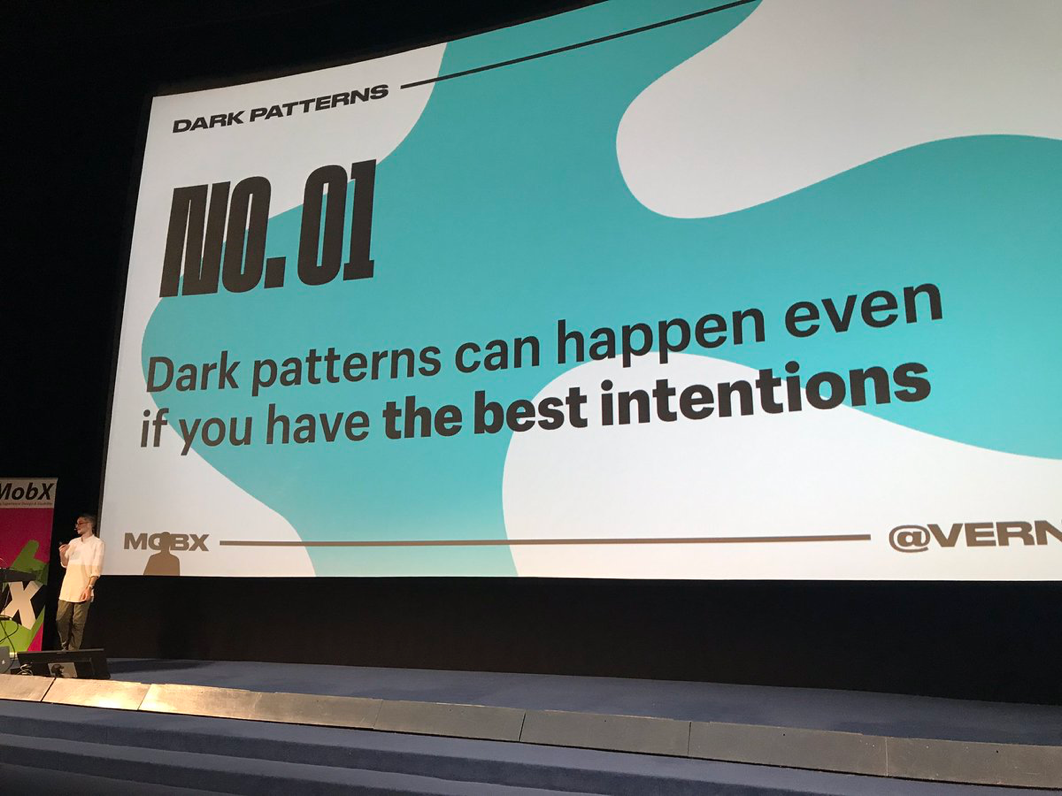 DARK PATTERNS
NO. 01
Dark patterns can happen even
if you have the best intentions
MobX
MOBX
@VERN
X